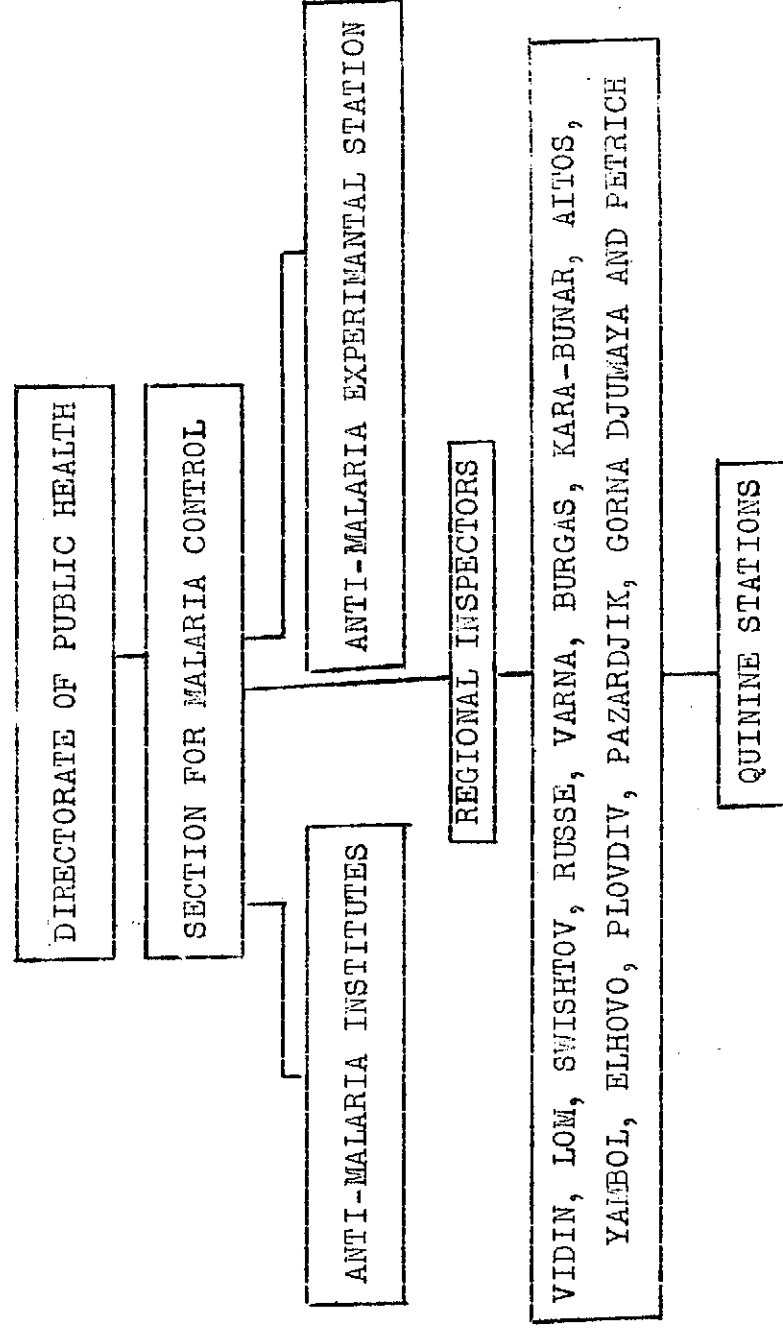 DIRECTORATE OF PUBLIC HEALTH
SECTION FOR MALARIA CONTROL
ANTI-MALARIA INSTITUTES
ANTI-MALARIA EXPERIMANTAL STATION
REGIONAL INSPECTORS
VIDIN, LOM, SWISHTOV, RUSSE, VARNA, BURGAS, KARA-BUNAR, AITOS,
YAMBOL, ELHOVO, PLOVDIV, PAZARDJIK, GORNA DJUMAYA AND PETRICH
QUININE STATIONS